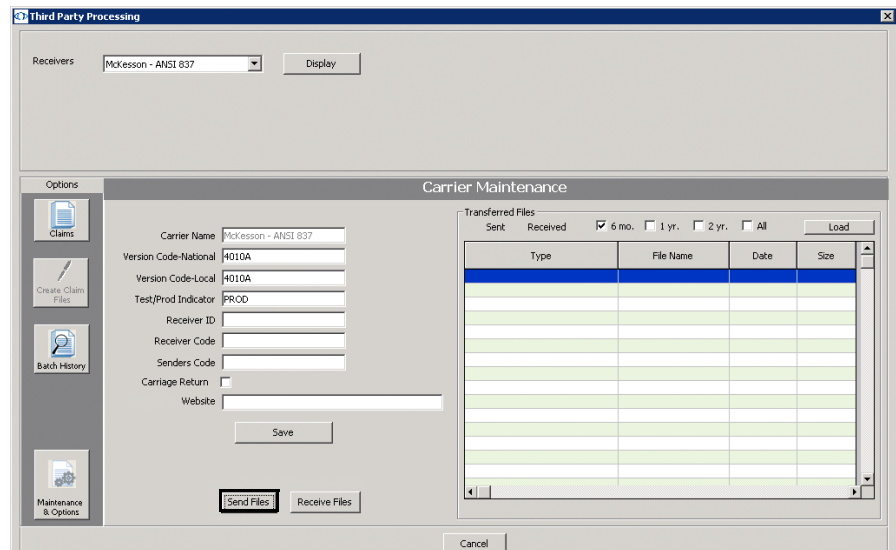 Third Party Processing
Receivers McKesson - ANSI 837 Display
Options
Carrier Maintenance
Claims
Create Claim
Files
Batch History
Maintenance
& Options
Carrier Name McKesson - ANSI 837
Version Code-National 4010A
Version Code-Local 4010A
Test/Prod Indicator PROD
Receiver ID
Receiver Code
Senders Code
Carriage Return
Website
Save
Send Files Receive Files
Transferred Files
Sent Received 6 mo. 1 yr. 2 yr. All Load
Type File Name Date Size
Cancel